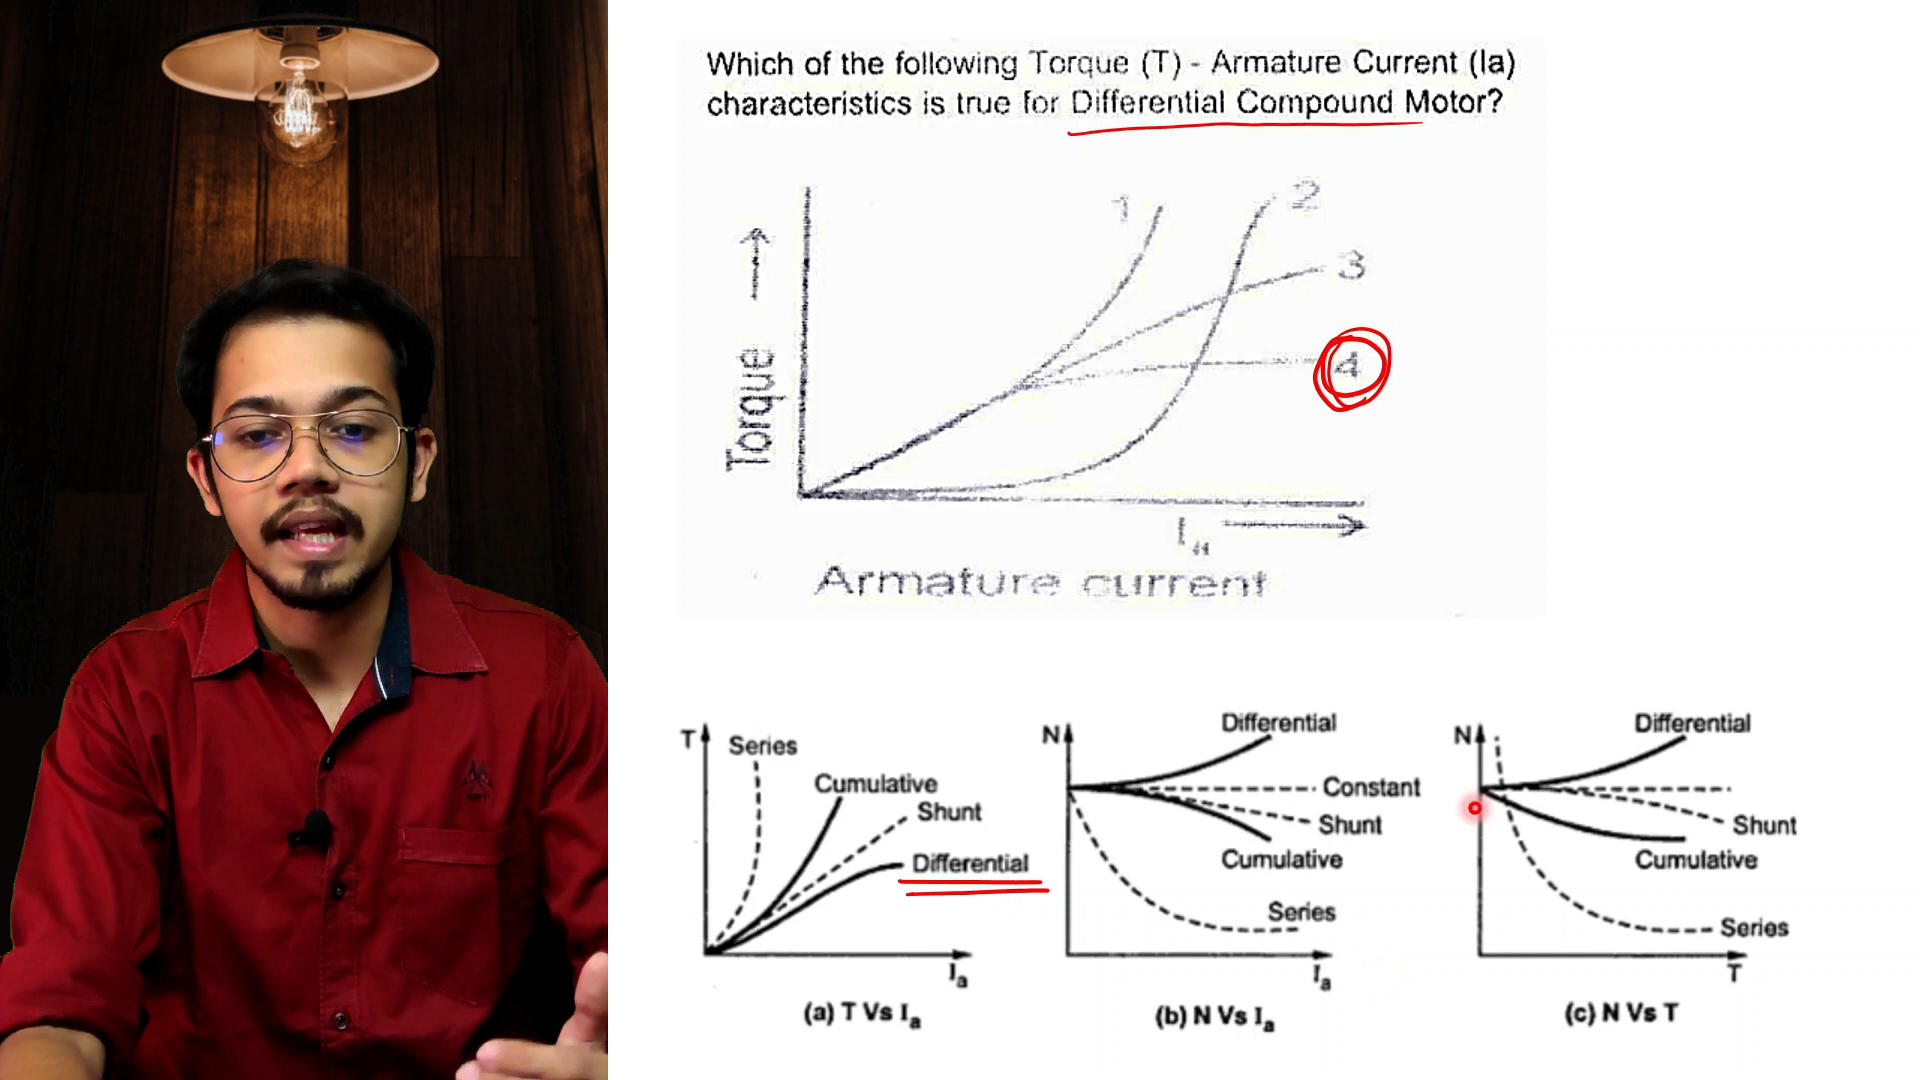 Which of the following Torque (T) - Armature Current (Ia)
characteristics is true for Differential Compound Motor?
1
2
3
4
Torque
Ia
Armature current
T
Series
Cumulative
Shunt
Differential
Ia
(a) T Vs Ia
N
Differential
Constant
Shunt
Cumulative
Series
Ia
(b) N Vs Ia
N
Differential
Shunt
Cumulative
Series
T
(c) N Vs T